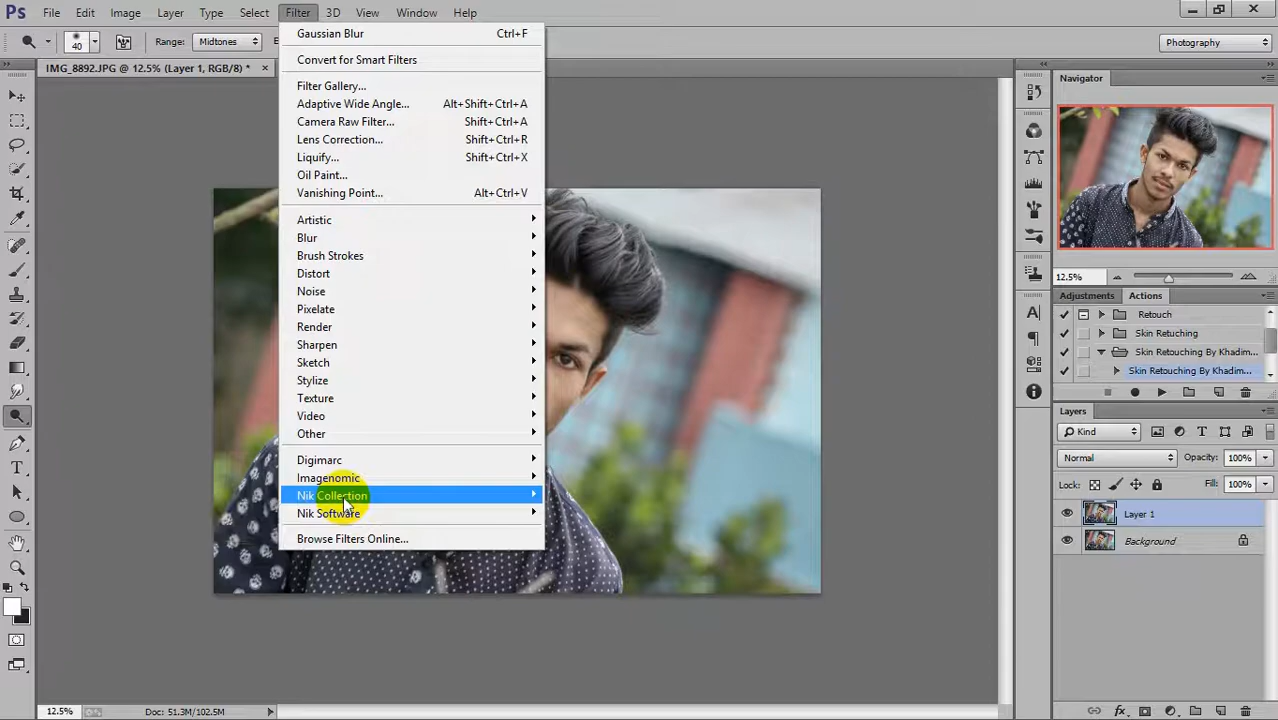 Ps File Edit Image Layer Type Select Filter 3D View Window Help
40 Range: Midtones Photography
IMG_8892.JPG @ 12.5% (Layer 1, RGB/8) *
Gaussian Blur Ctrl+F
Convert for Smart Filters
Filter Gallery...
Adaptive Wide Angle... Alt+Shift+Ctrl+A
Camera Raw Filter... Shift+Ctrl+A
Lens Correction... Shift+Ctrl+R
Liquify... Shift+Ctrl+X
Oil Paint...
Vanishing Point... Alt+Ctrl+V
Artistic
Blur
Brush Strokes
Distort
Noise
Pixelate
Render
Sharpen
Sketch
Stylize
Texture
Video
Other
Digimarc
Imagenomic
Nik Collection
Nik Software
Browse Filters Online...
Navigator
12.5%
Adjustments Actions
Retouch
Skin Retuching
Skin Retouching By Khadim...
Skin Retouching By Khadim...
Layers
Kind
Normal Opacity: 100%
Lock: Fill: 100%
Layer 1
Background
12.5% Doc: 51.3M/102.5M